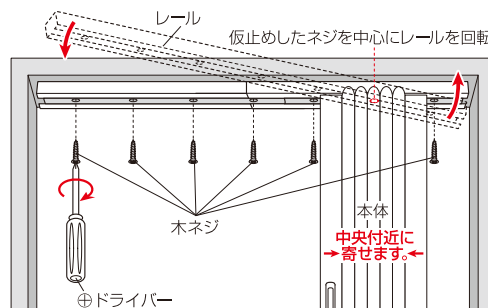 レール
仮止めしたネジを中心にレールを回転
木ネジ
本体
中央付近に
寄せます。
⊕ドライバー